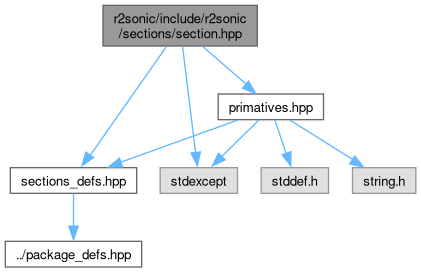 r2sonic/include/r2sonic
/sections/section.hpp
primatives.hpp
sections_defs.hpp
stdexcept
stddef.h
string.h
../package_defs.hpp